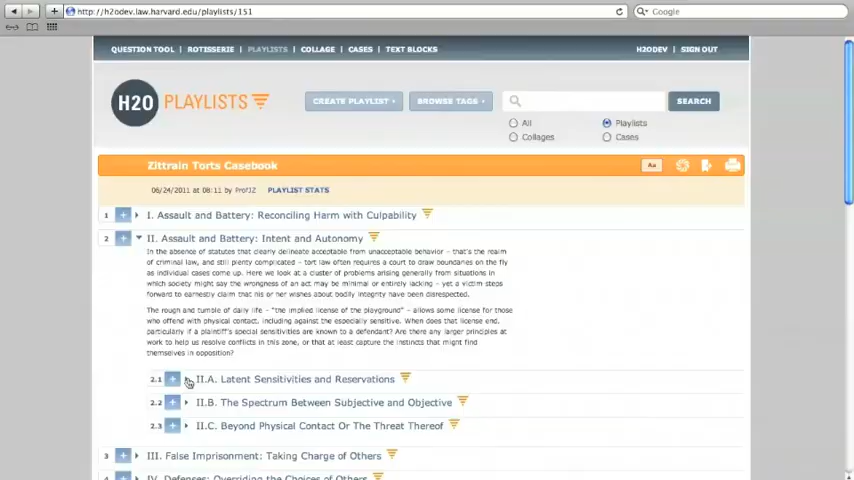 http://h2odev.law.harvard.edu/playlists/151
Google
QUESTION TOOL | ROTISSERIE | PLAYLISTS | COLLAGE | CASES | TEXT BLOCKS
H2ODEV | SIGN OUT
H2O PLAYLISTS
CREATE PLAYLIST
BROWSE TAGS
SEARCH
All
Playlists
Collages
Cases
Zittrain Torts Casebook
Aa
06/24/2011 at 08:11 by ProfJZ PLAYLIST STATS
1 + I. Assault and Battery: Reconciling Harm with Culpability
2 + II. Assault and Battery: Intent and Autonomy
In the absence of statutes that clearly delineate acceptable from unacceptable behavior - that's the realm
of criminal law, and still plenty complicated - tort law often requires a court to draw boundaries on the fly
as individual cases come up. Here we look at a cluster of problems arising generally from situations in
which society might say the wrongness of an act may be minimal or entirely lacking - yet a victim steps
forward to earnestly claim that his or her wishes about bodily integrity have been disrespected.
The rough and tumble of daily life - "the implied license of the playground" - allows some license for those
who offend with physical contact, including against the especially sensitive. When does that license end,
particularly if a plaintiff's special sensitivities are known to a defendant? Are there any larger principles at
work to help us resolve conflicts in this zone, or that at least capture the instincts that might find
themselves in opposition?
2.1 + II.A. Latent Sensitivities and Reservations
2.2 + II.B. The Spectrum Between Subjective and Objective
2.3 + II.C. Beyond Physical Contact Or The Threat Thereof
3 + III. False Imprisonment: Taking Charge of Others
4 + IV. Defenses: Overriding the Choices of Others